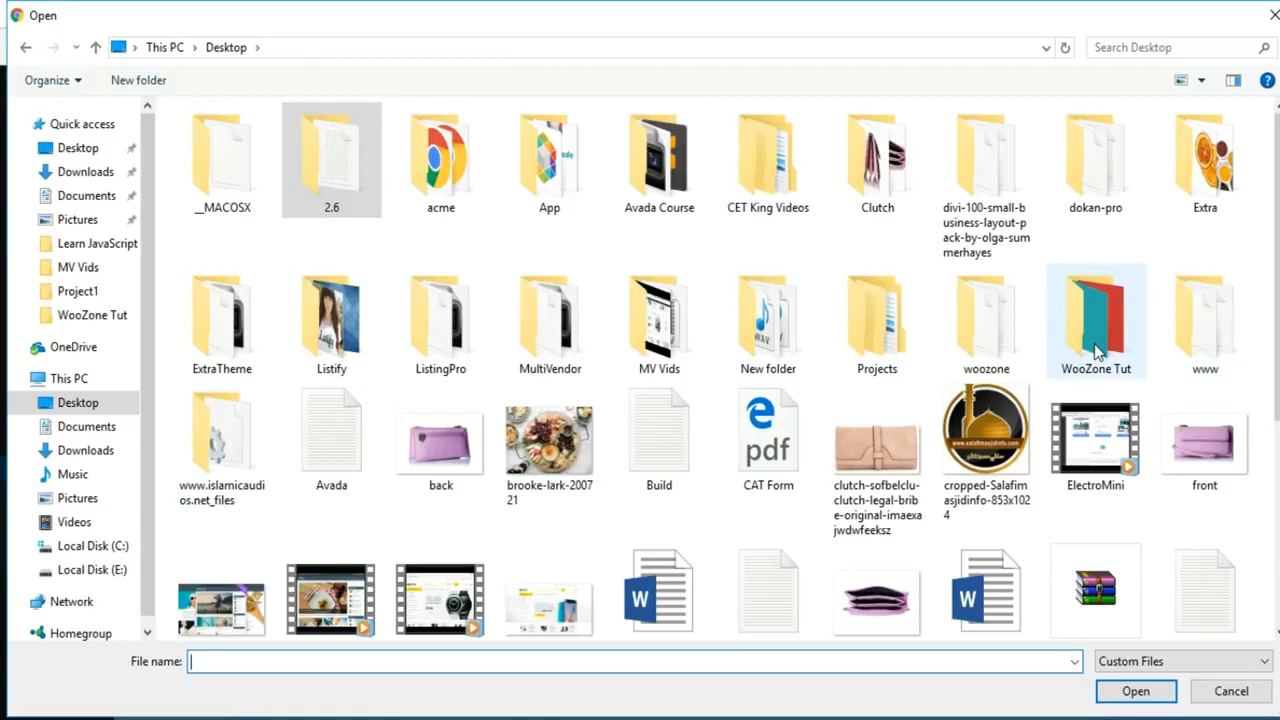 Open
This PC
Desktop
Search Desktop
Organize
New folder
Quick access
Desktop
Downloads
Documents
Pictures
Learn JavaScript
MV Vids
Project1
WooZone Tut
OneDrive
This PC
Desktop
Documents
Downloads
Music
Pictures
Videos
Local Disk (C:)
Local Disk (E:)
Network
Homegroup
__MACOSX
2.6
acme
App
Avada Course
CET King Videos
Clutch
divi-100-small-b
usiness-layout-p
ack-by-olga-sum
merhayes
dokan-pro
Extra
ExtraTheme
Listify
ListingPro
MultiVendor
MV Vids
New folder
Projects
woozone
WooZone Tut
www
www.islamicaudi
os.net_files
Avada
back
brooke-lark-2007
21
Build
pdf
CAT Form
clutch-sofbelclu-
clutch-legal-brib
e-original-imaexa
jwdwfeeksz
www.salafimasjidinfo.com
cropped-Salafim
asjidinfo-853x102
4
ElectroMini
front
W
W
File name:
Custom Files
Open
Cancel